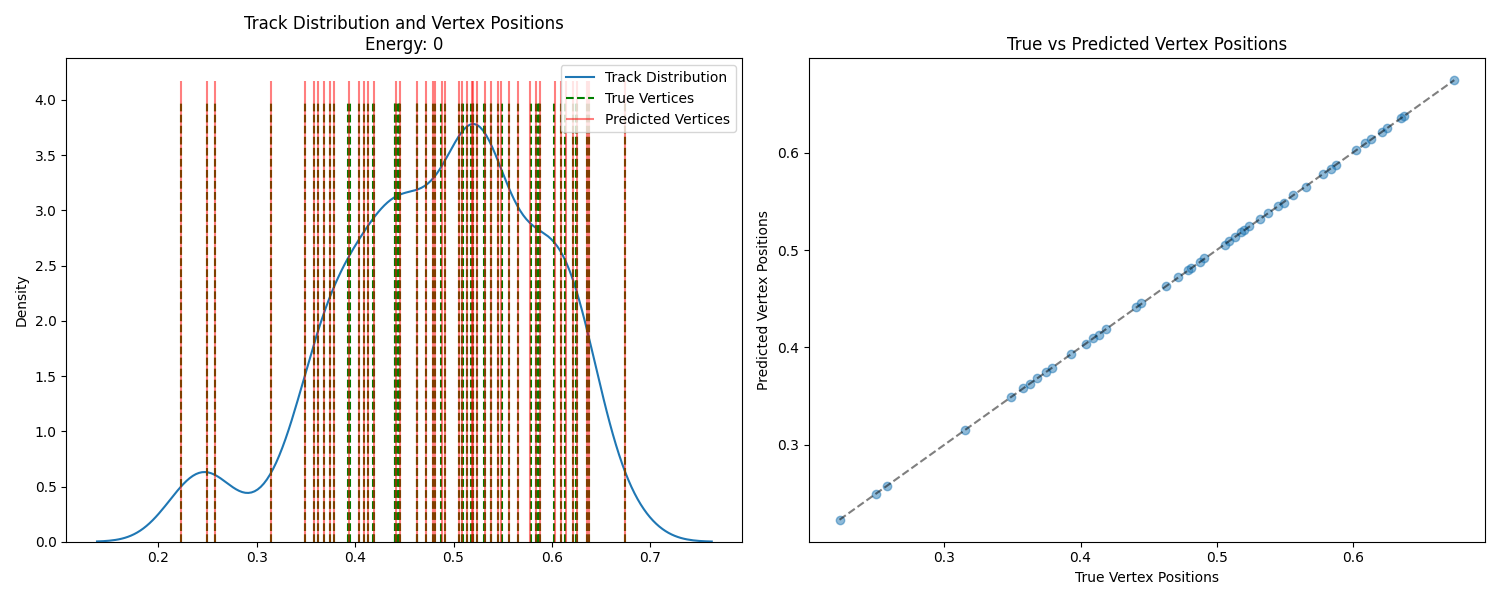 Track Distribution and Vertex Positions
Energy: 0
Track Distribution
True Vertices
Predicted Vertices
Density
4.0
3.5
3.0
2.5
2.0
1.5
1.0
0.5
0.0
0.2
0.3
0.4
0.5
0.6
0.7
True vs Predicted Vertex Positions
Predicted Vertex Positions
0.6
0.5
0.4
0.3
0.3
0.4
0.5
0.6
True Vertex Positions